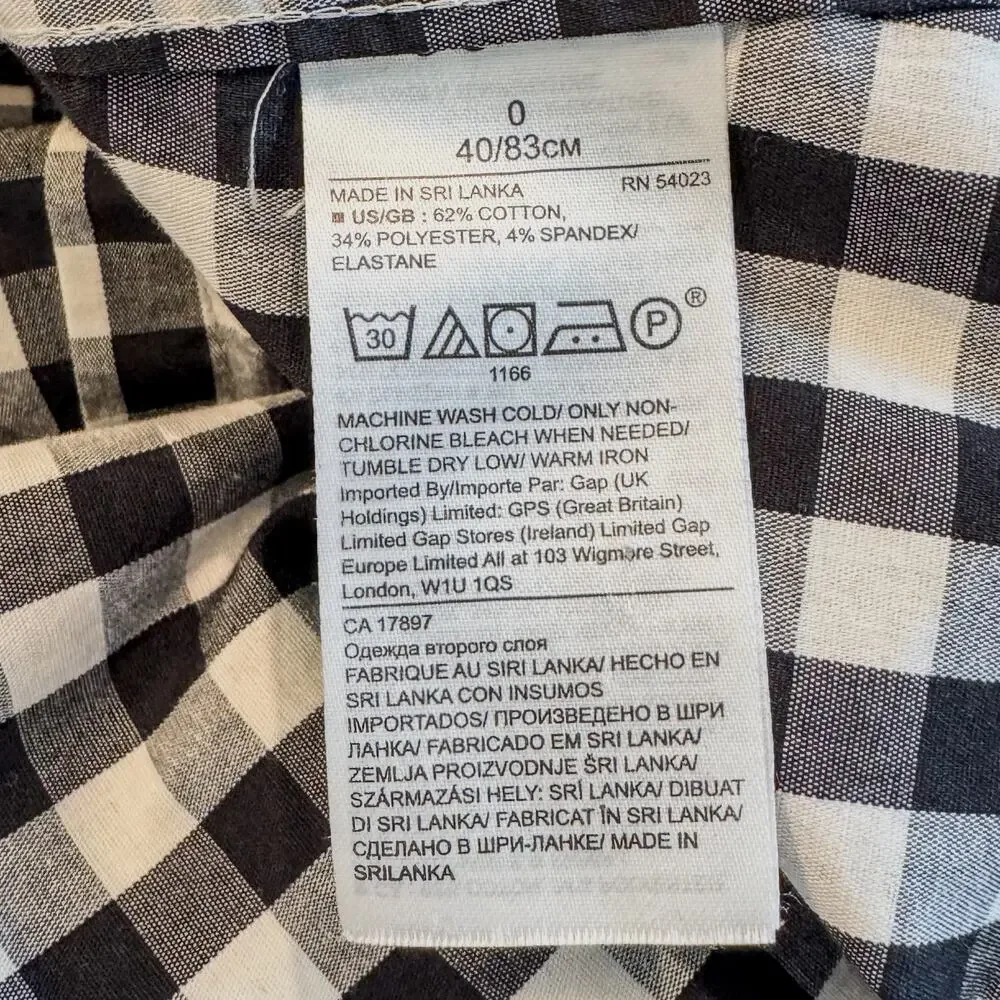 0
40/83CM
MADE IN SRI LANKA RN 54023
US/GB : 62% COTTON,
34% POLYESTER, 4% SPANDEX/
ELASTANE
30 P ®
1166
MACHINE WASH COLD/ ONLY NON-
CHLORINE BLEACH WHEN NEEDED/
TUMBLE DRY LOW/ WARM IRON
Imported By/Importe Par: Gap (UK
Holdings) Limited: GPS (Great Britain)
Limited Gap Stores (Ireland) Limited Gap
Europe Limited All at 103 Wigmore Street,
London, W1U 1QS
CA 17897
Одежда второго слоя
FABRIQUE AU SIRI LANKA/ HECHO EN
SRI LANKA CON INSUMOS
IMPORTADOS/ ПРОИЗВЕДЕНО В ШРИ
ЛАНКА/ FABRICADO EM SRI LANKA/
ZEMLJA PROIZVODNJE ŠRI LANKA/
SZÁRMAZÁSI HELY: SRÍ LANKA/ DIBUAT
DI SRI LANKA/ FABRICAT ÎN SRI LANKA/
СДЕЛАНО В ШРИ-ЛАНКЕ/ MADE IN
SRILANKA